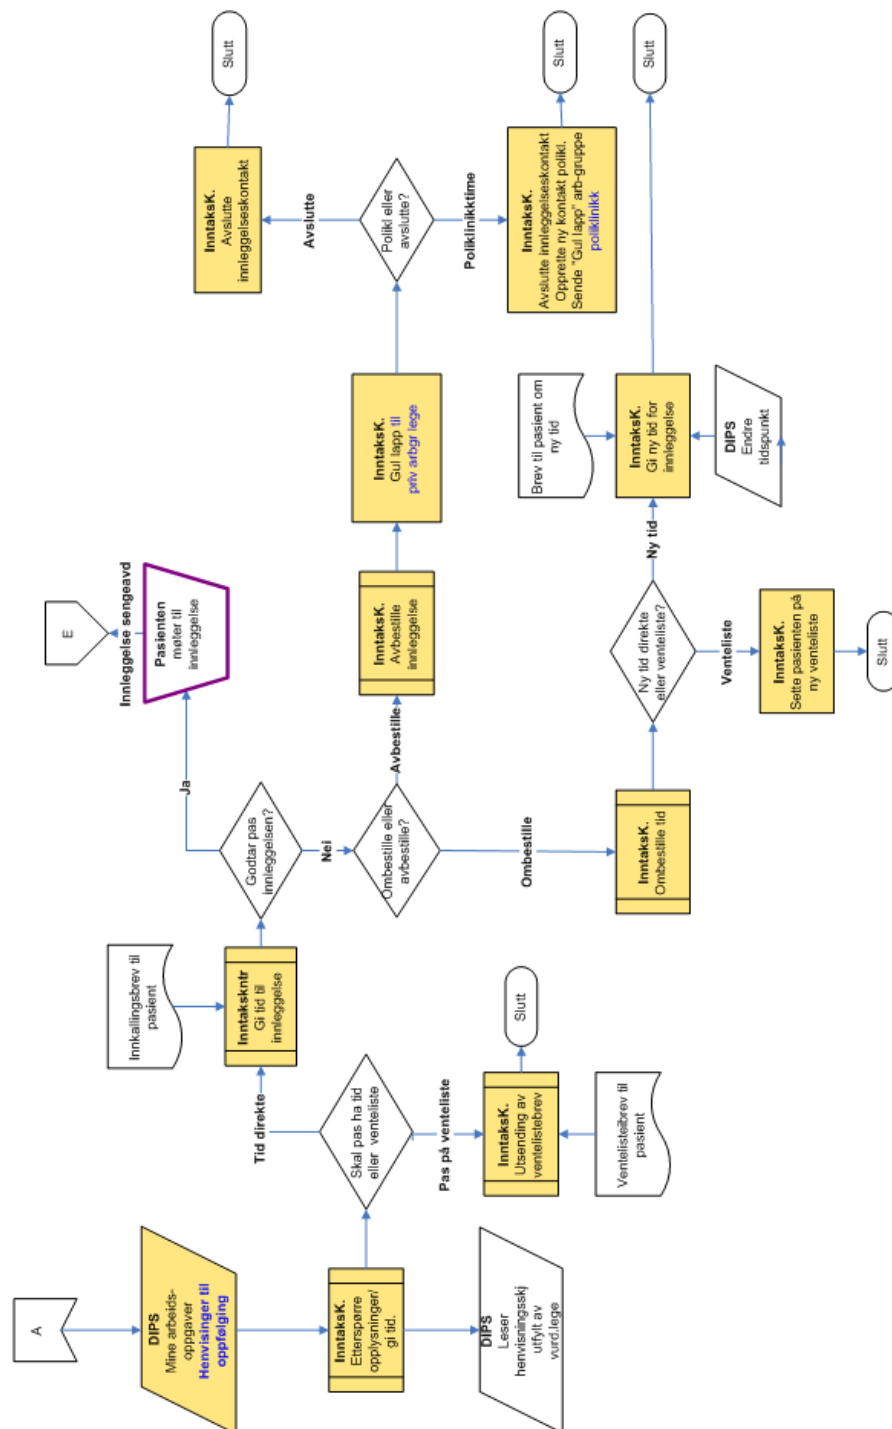 A
DIPS
Mine arbeids-
oppgaver
Henvisinger til
oppfølging
InntaksK.
Etterspørre
opplysninger/
gi tid.
DIPS
Leser
henvisningsskj
utfylt av
vurd.lege
Skal pas ha tid
eller venteliste
Tid direkte
Pas på venteliste
InntaksK.
Utsending av
ventelistebrev
Ventelisteibrev til
pasient
Slutt
Innkallingsbrev til
pasient
Inntakskntr
Gi tid til
innleggelse
Godtar pas
innleggelsen?
Ja
Nei
Pasienten
møter til
innleggelse
Innleggelse sengeavd
E
Ombestille eller
avbestille?
Avbestille
Ombestille
InntaksK.
Avbestille
innleggelse
InntaksK.
Gul lapp til
priv arbgr lege
Polikl eller
avslutte?
Avslutte
Poliklinikktime
InntaksK.
Avslutte
innleggelseskontakt
Slutt
InntaksK.
Avslutte innleggelseskontakt
Opprette ny kontakt polikl.
Sende "Gul lapp" arb-gruppe
poliklinikk
Slutt
InntaksK.
Ombestille tid
Ny tid direkte
eller venteliste?
Ny tid
Venteliste
Brev til pasient om
ny tid
InntaksK.
Gi ny tid for
innleggelse
DIPS
Endre
tidspunkt
Slutt
InntaksK.
Sette pasienten på
ny venteliste
Slutt